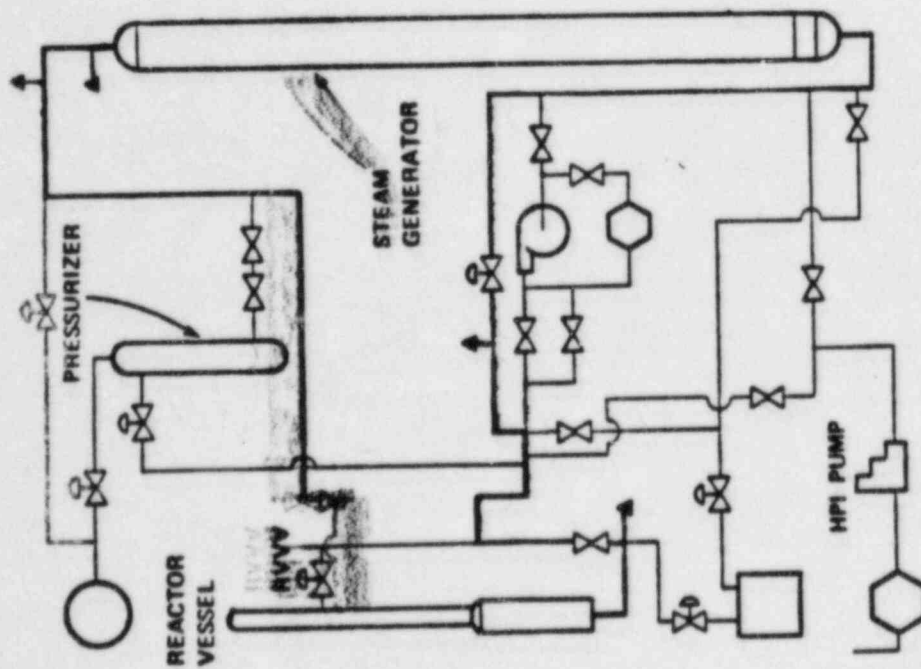 STEAM
GENERATOR
PRESSURIZER
RVVV
REACTOR
VESSEL
HPI PUMP